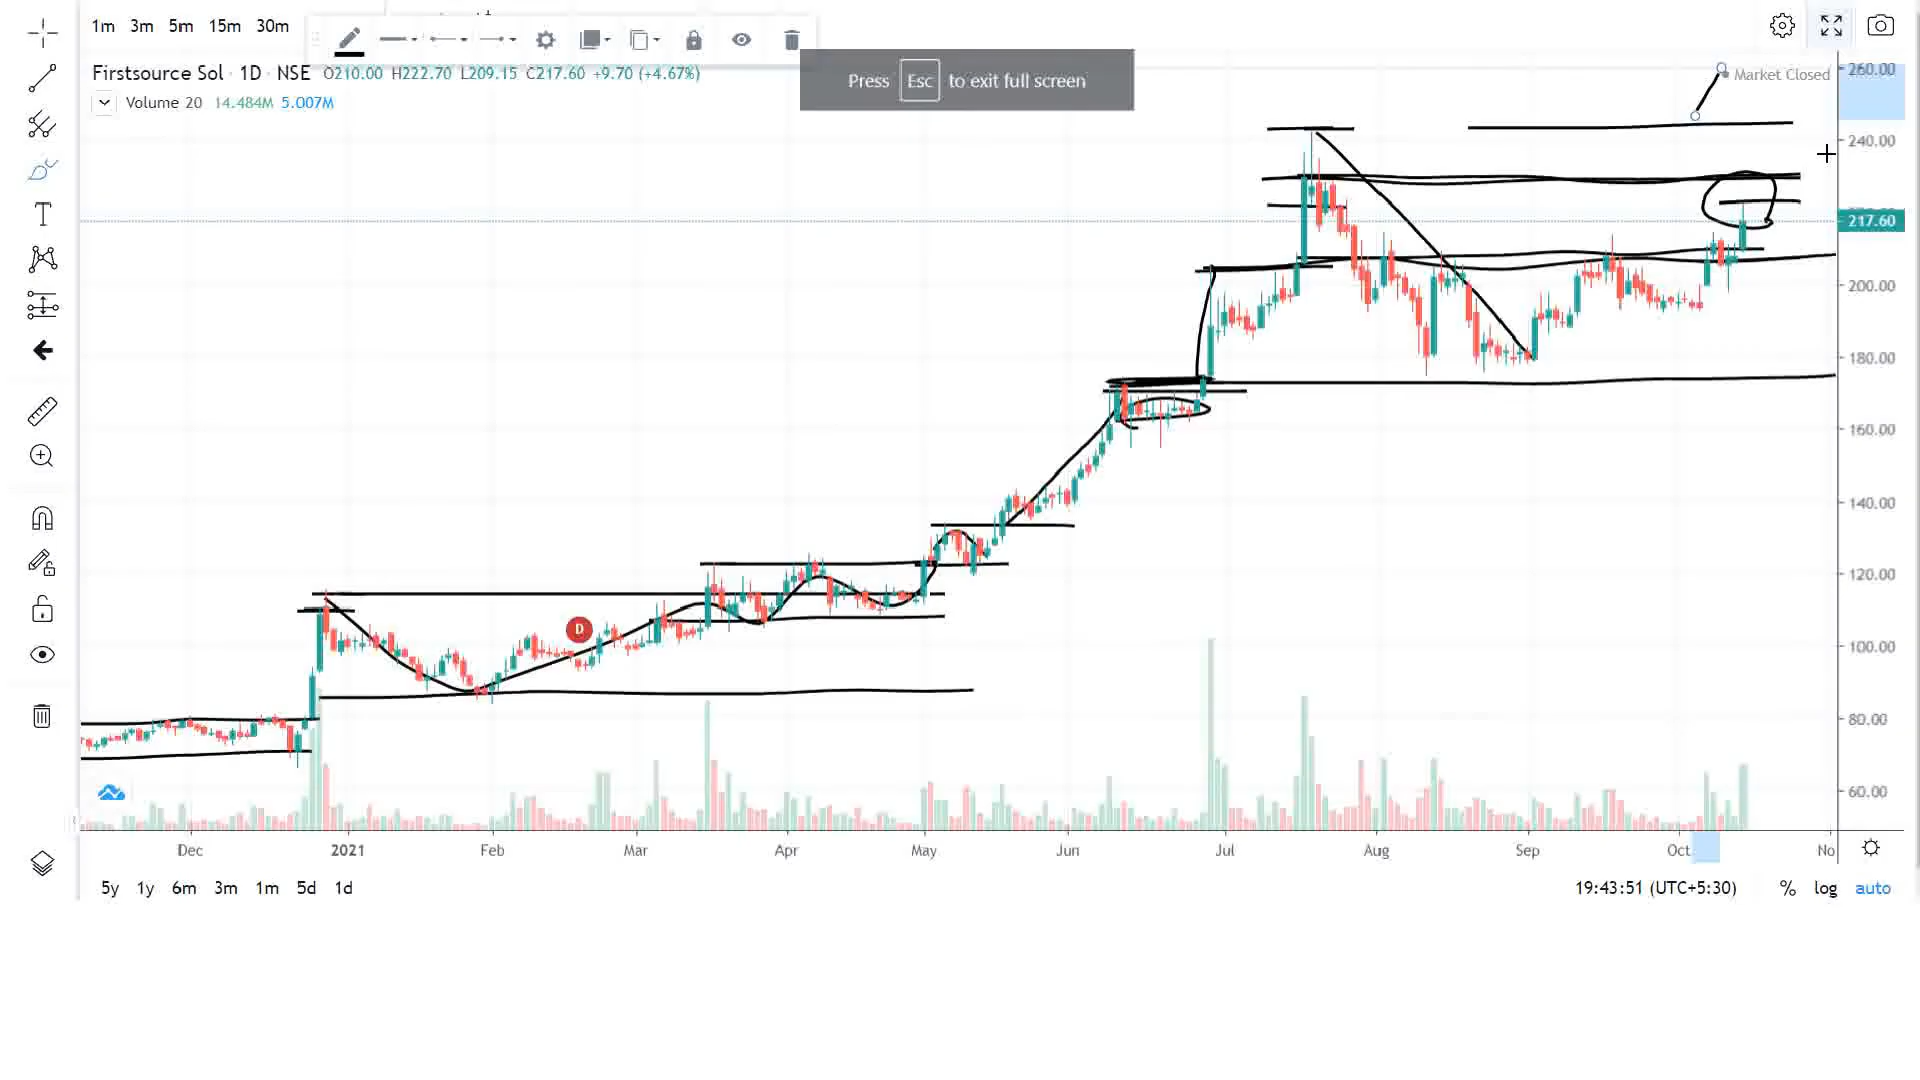 1m 3m 5m 15m 30m
Press Esc to exit full screen
Firstsource Sol · 1D · NSE O210.00 H222.70 L209.15 C217.60 +9.70 (+4.67%)
Market Closed
Volume 20 14.484M 5.007M
T
260.00
240.00
217.60
200.00
180.00
160.00
140.00
120.00
D
100.00
80.00
60.00
Dec 2021 Feb Mar Apr May Jun Jul Aug Sep Oct No
5y 1y 6m 3m 1m 5d 1d
19:43:51 (UTC+5:30) % log auto